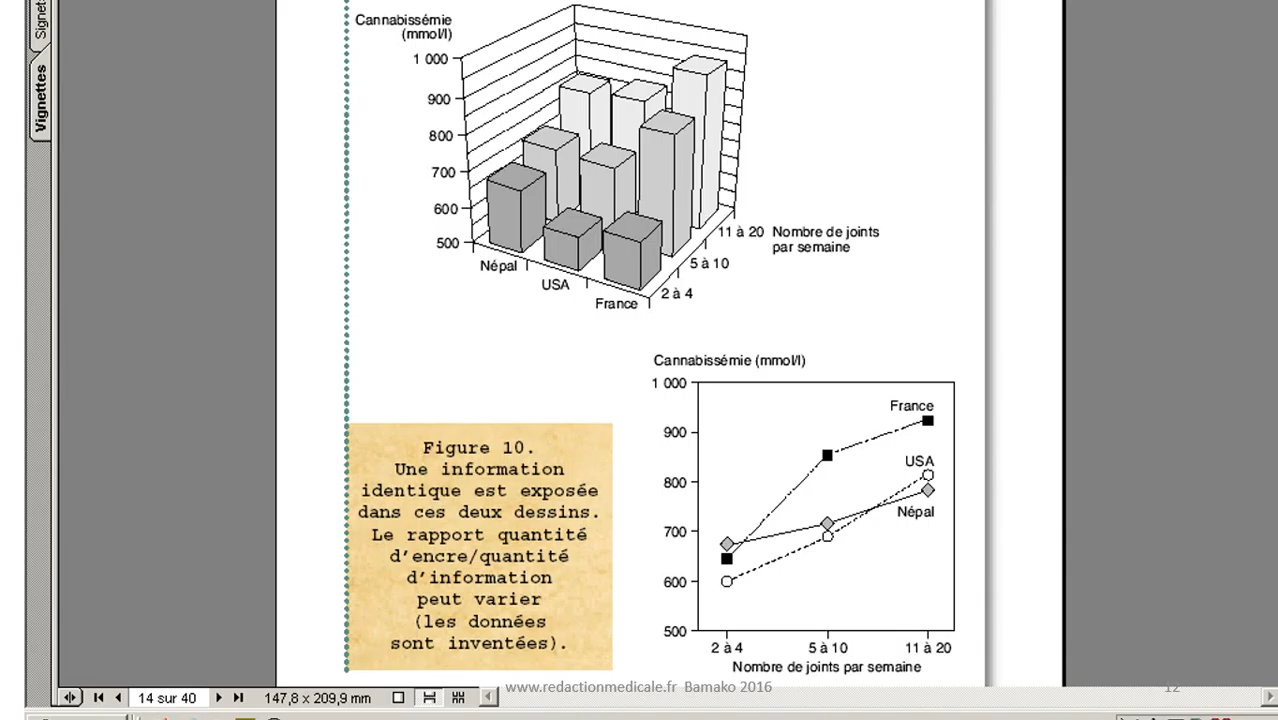 Signets
Vignettes
Cannabissémie
(mmol/l)
1 000
900
800
700
600
500
Népal
USA
France
2 à 4
5 à 10
11 à 20
Nombre de joints
par semaine
Cannabissémie (mmol/l)
1 000
900
800
700
600
500
France
USA
Népal
2 à 4
5 à 10
11 à 20
Nombre de joints par semaine
Figure 10.
Une information
identique est exposée
dans ces deux dessins.
Le rapport quantité
d'encre/quantité
d'information
peut varier
(les données
sont inventées).
14 sur 40
147,8 x 209,9 mm
www.redactionmedicale.fr Bamako 2016
12